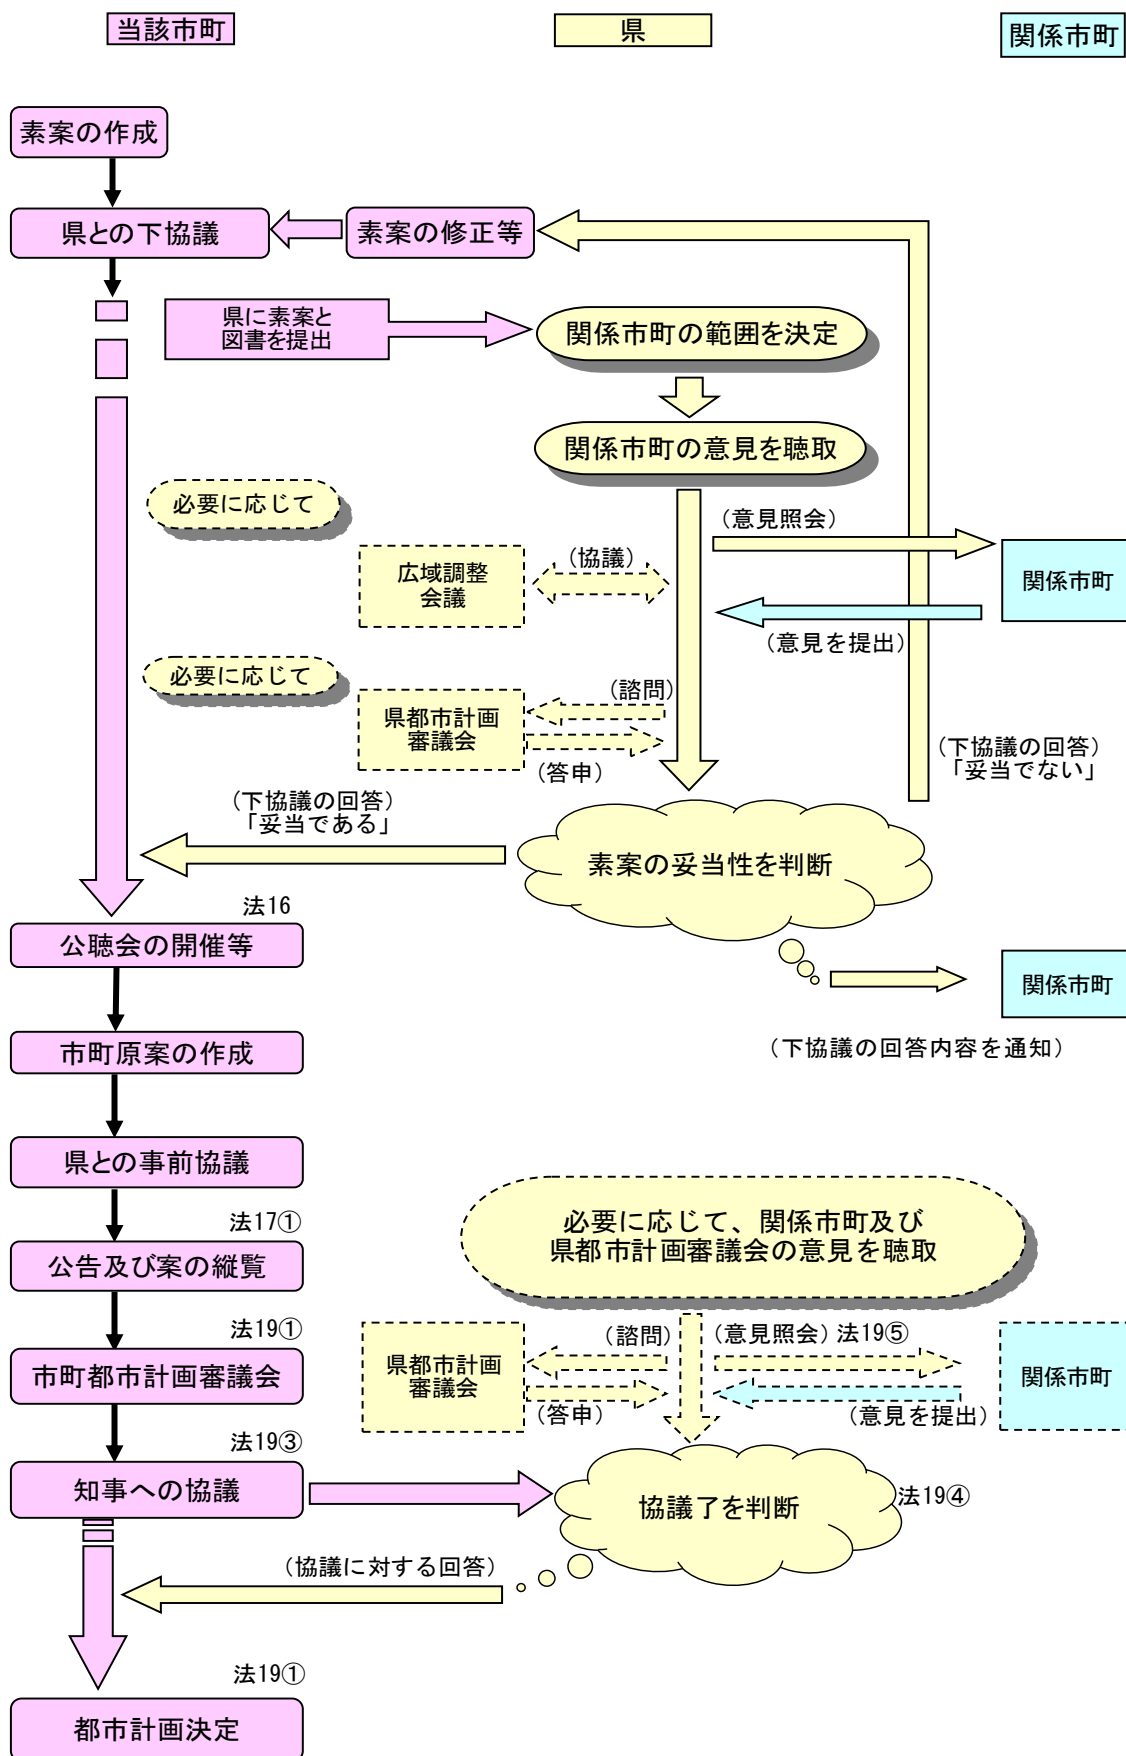 当該市町
県
関係市町
素案の作成
県との下協議
素案の修正等
県に素案と
図書を提出
関係市町の範囲を決定
関係市町の意見を聴取
必要に応じて
（意見照会）
広域調整
会議
（協議）
関係市町
（意見を提出）
必要に応じて
県都市計画
審議会
（諮問）
（答申）
（下協議の回答）
「妥当でない」
（下協議の回答）
「妥当である」
素案の妥当性を判断
法16
公聴会の開催等
関係市町
（下協議の回答内容を通知）
市町原案の作成
県との事前協議
法17①
公告及び案の縦覧
必要に応じて、関係市町及び
県都市計画審議会の意見を聴取
法19①
市町都市計画審議会
県都市計画
審議会
（諮問）
（答申）
（意見照会）法19⑤
（意見を提出）
関係市町
法19③
知事への協議
協議了を判断
法19④
（協議に対する回答）
法19①
都市計画決定